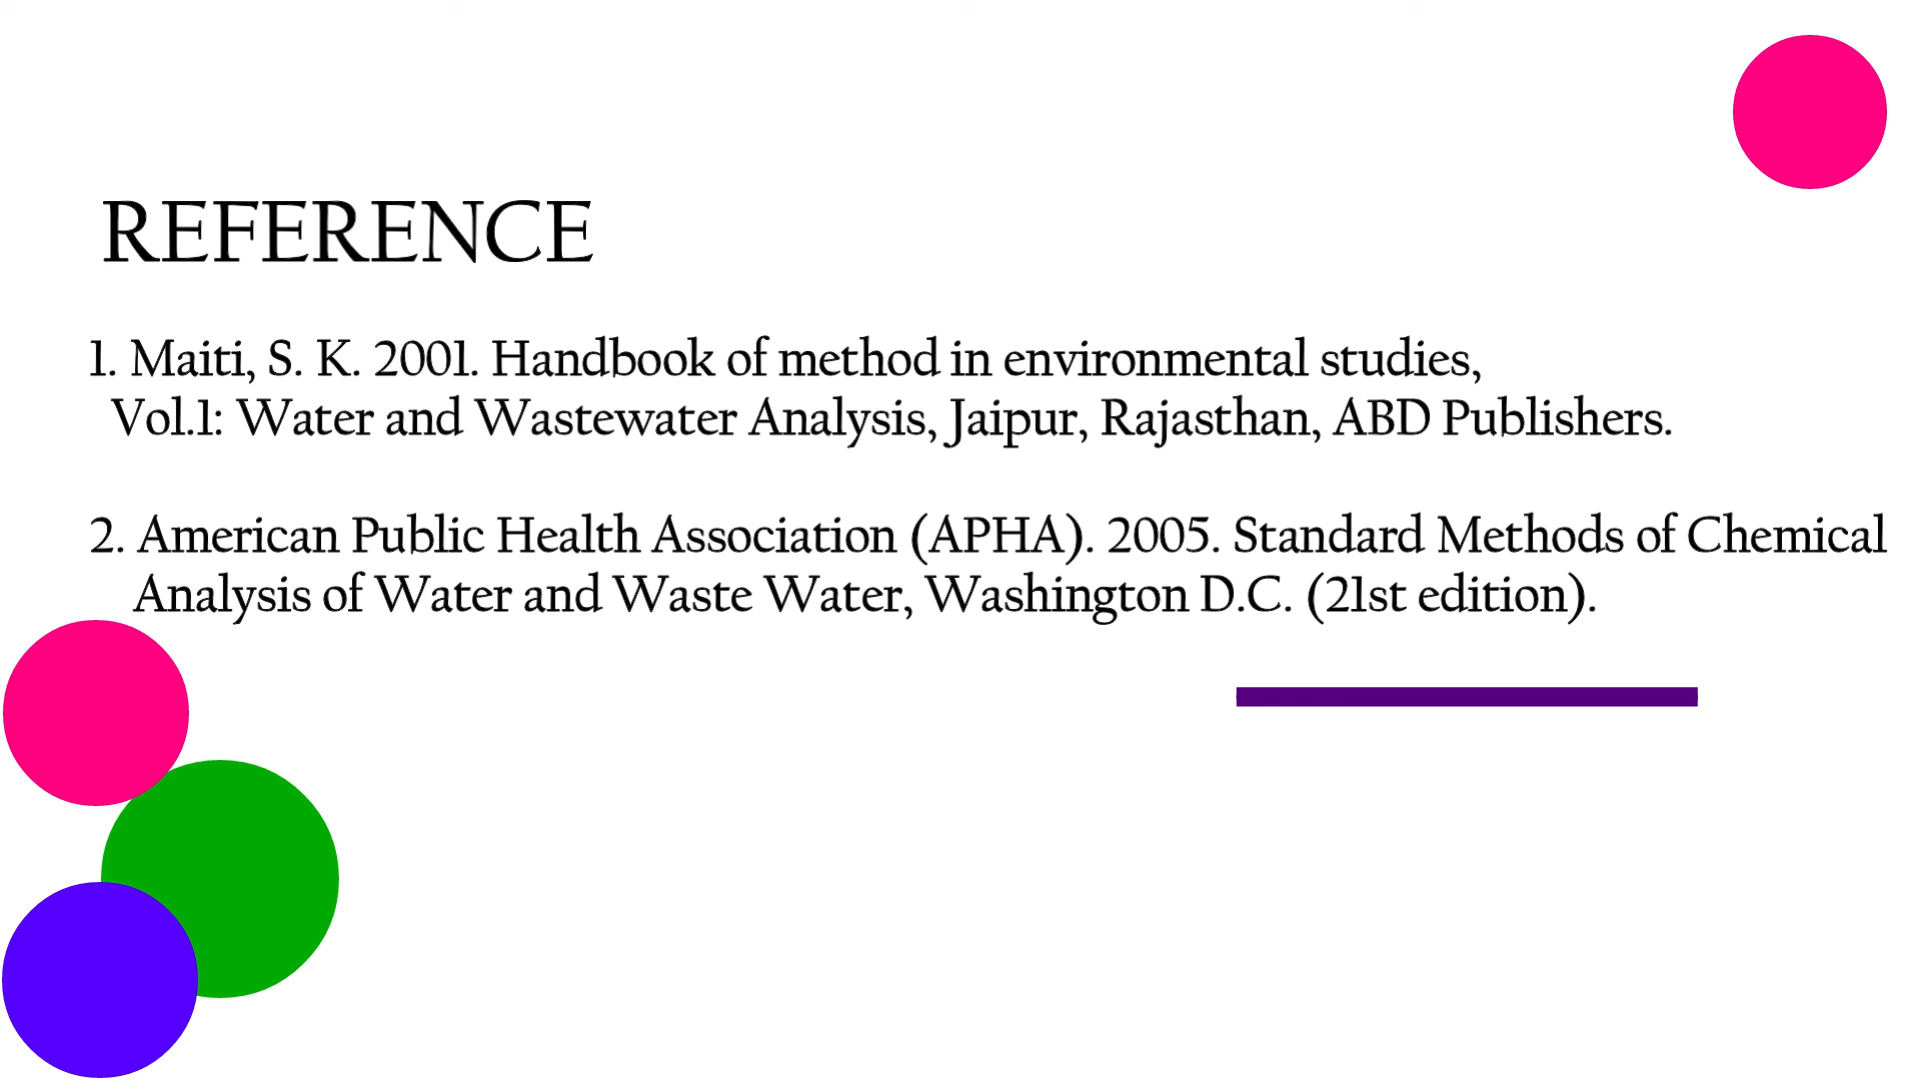 REFERENCE
1. Maiti, S. K. 2001. Handbook of method in environmental studies,
Vol.1: Water and Wastewater Analysis, Jaipur, Rajasthan, ABD Publishers.
2. American Public Health Association (APHA). 2005. Standard Methods of Chemical
Analysis of Water and Waste Water, Washington D.C. (21st edition).